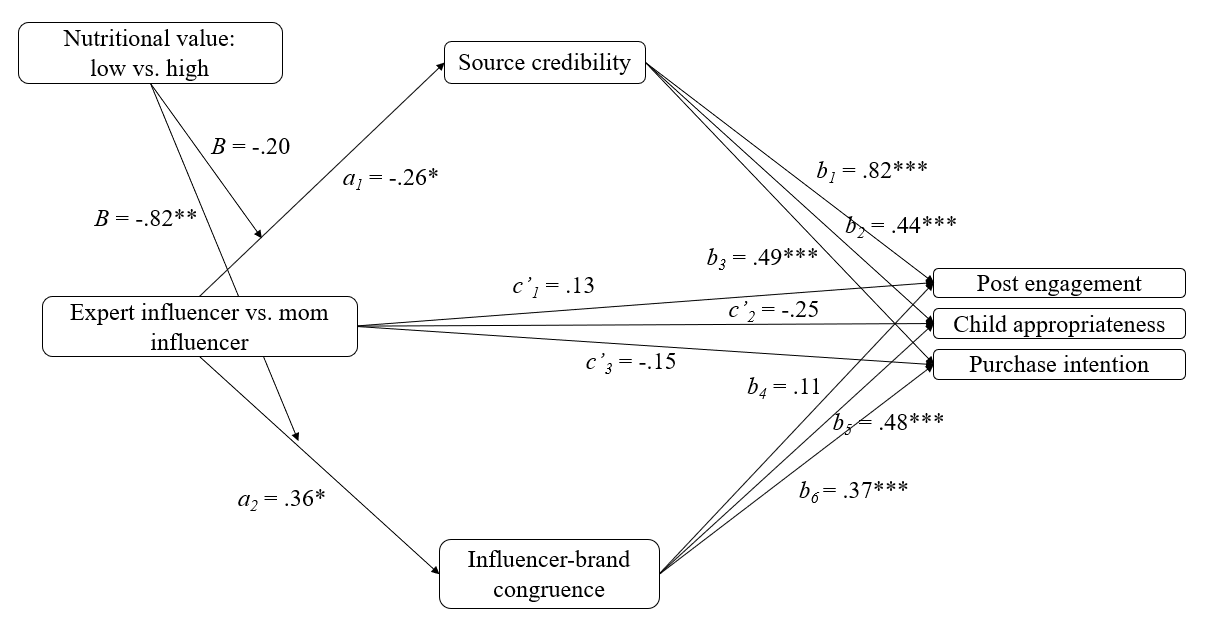 Nutritional value:
low vs. high
Source credibility
B = -.20
a1 = -.26*
B = -.82**
b1 = .82***
b2 = .44***
b3 = .49***
Expert influencer vs. mom
influencer
c’1 = .13
c’2 = -.25
c’3 = -.15
Post engagement
Child appropriateness
Purchase intention
b4 = .11
b5 = .48***
b6 = .37***
a2 = .36*
Influencer-brand
congruence